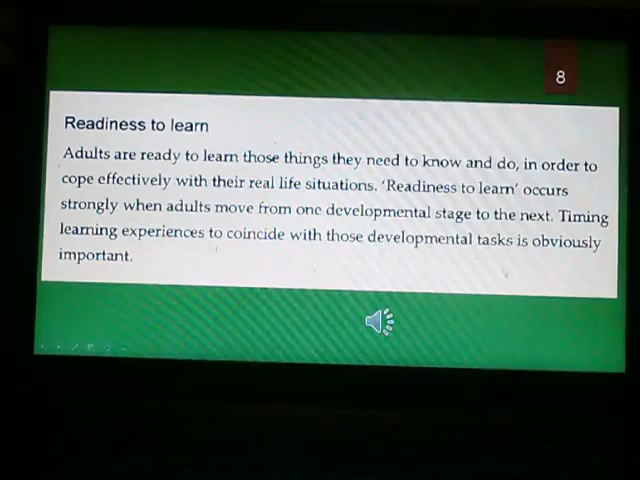 8
Readiness to learn
Adults are ready to learn those things they need to know and do, in order to
cope effectively with their real life situations. 'Readiness to learn' occurs
strongly when adults move from one developmental stage to the next. Timing
learning experiences to coincide with those developmental tasks is obviously
important.